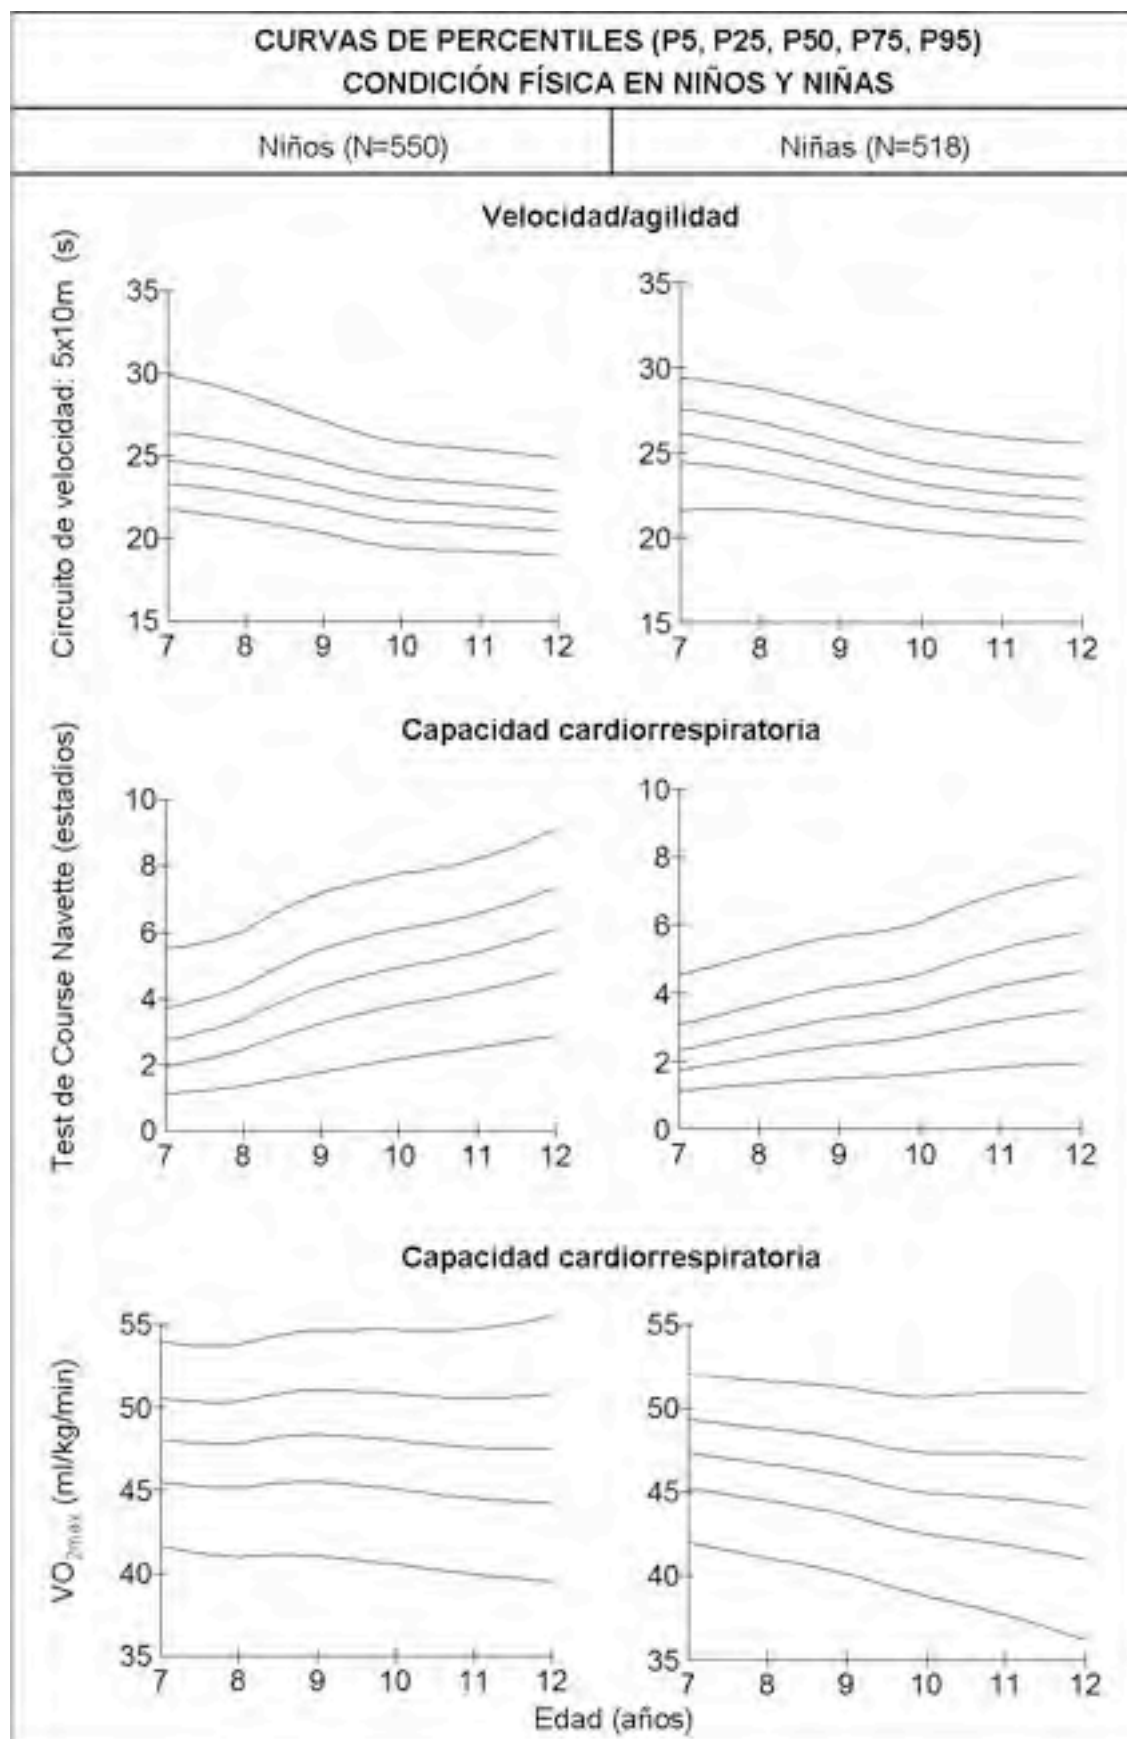 CURVAS DE PERCENTILES (P5, P25, P50, P75, P95)
CONDICIÓN FÍSICA EN NIÑOS Y NIÑAS
Niños (N=550)
Niñas (N=518)
Velocidad/agilidad
Circuito de velocidad: 5x10m (s)
35
30
25
20
15
7 8 9 10 11 12
35
30
25
20
15
7 8 9 10 11 12
Capacidad cardiorrespiratoria
Test de Course Navette (estadios)
10
8
6
4
2
0
7 8 9 10 11 12
10
8
6
4
2
0
7 8 9 10 11 12
Capacidad cardiorrespiratoria
VO2max (ml/kg/min)
55
50
45
40
35
7 8 9 10 11 12
55
50
45
40
35
7 8 9 10 11 12
Edad (años)